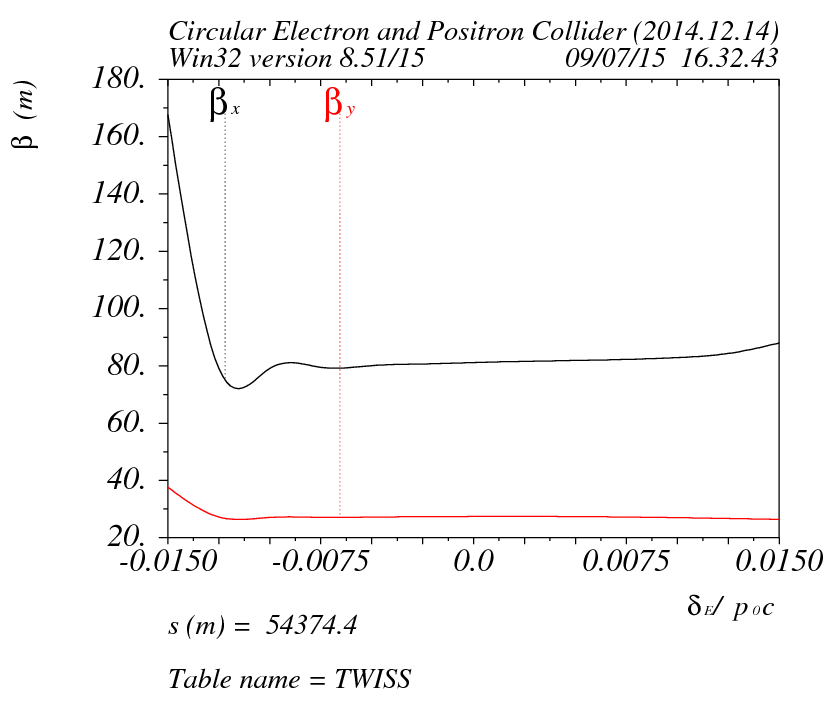 Circular Electron and Positron Collider (2014.12.14)
Win32 version 8.51/15 09/07/15 16.32.43
β (m)
180.
160.
140.
120.
100.
80.
60.
40.
20.
βx βy
-0.0150 -0.0075 0.0 0.0075 0.0150
δE/ p0c
s (m) = 54374.4
Table name = TWISS